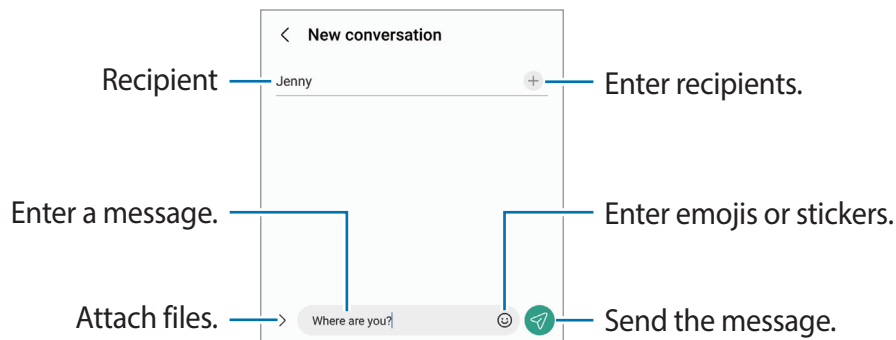 New conversation
Recipient
Jenny
Enter recipients.
Enter a message.
Enter emojis or stickers.
Attach files.
Where are you?
Send the message.